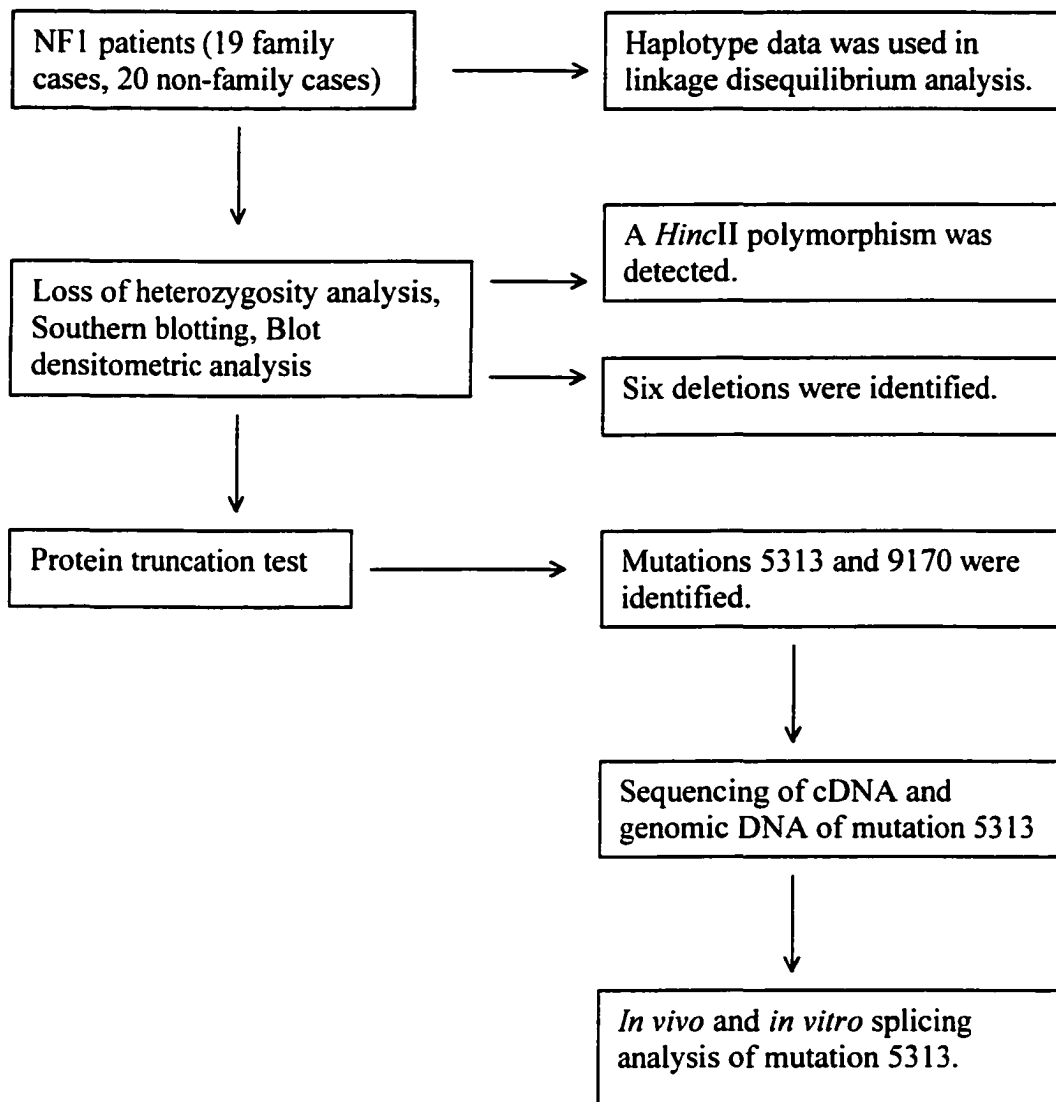 NF1 patients (19 family
cases, 20 non-family cases)
Haplotype data was used in
linkage disequilibrium analysis.
A HincII polymorphism was
detected.
Loss of heterozygosity analysis,
Southern blotting, Blot
densitometric analysis
Six deletions were identified.
Protein truncation test
Mutations 5313 and 9170 were
identified.
Sequencing of cDNA and
genomic DNA of mutation 5313
In vivo and in vitro splicing
analysis of mutation 5313.